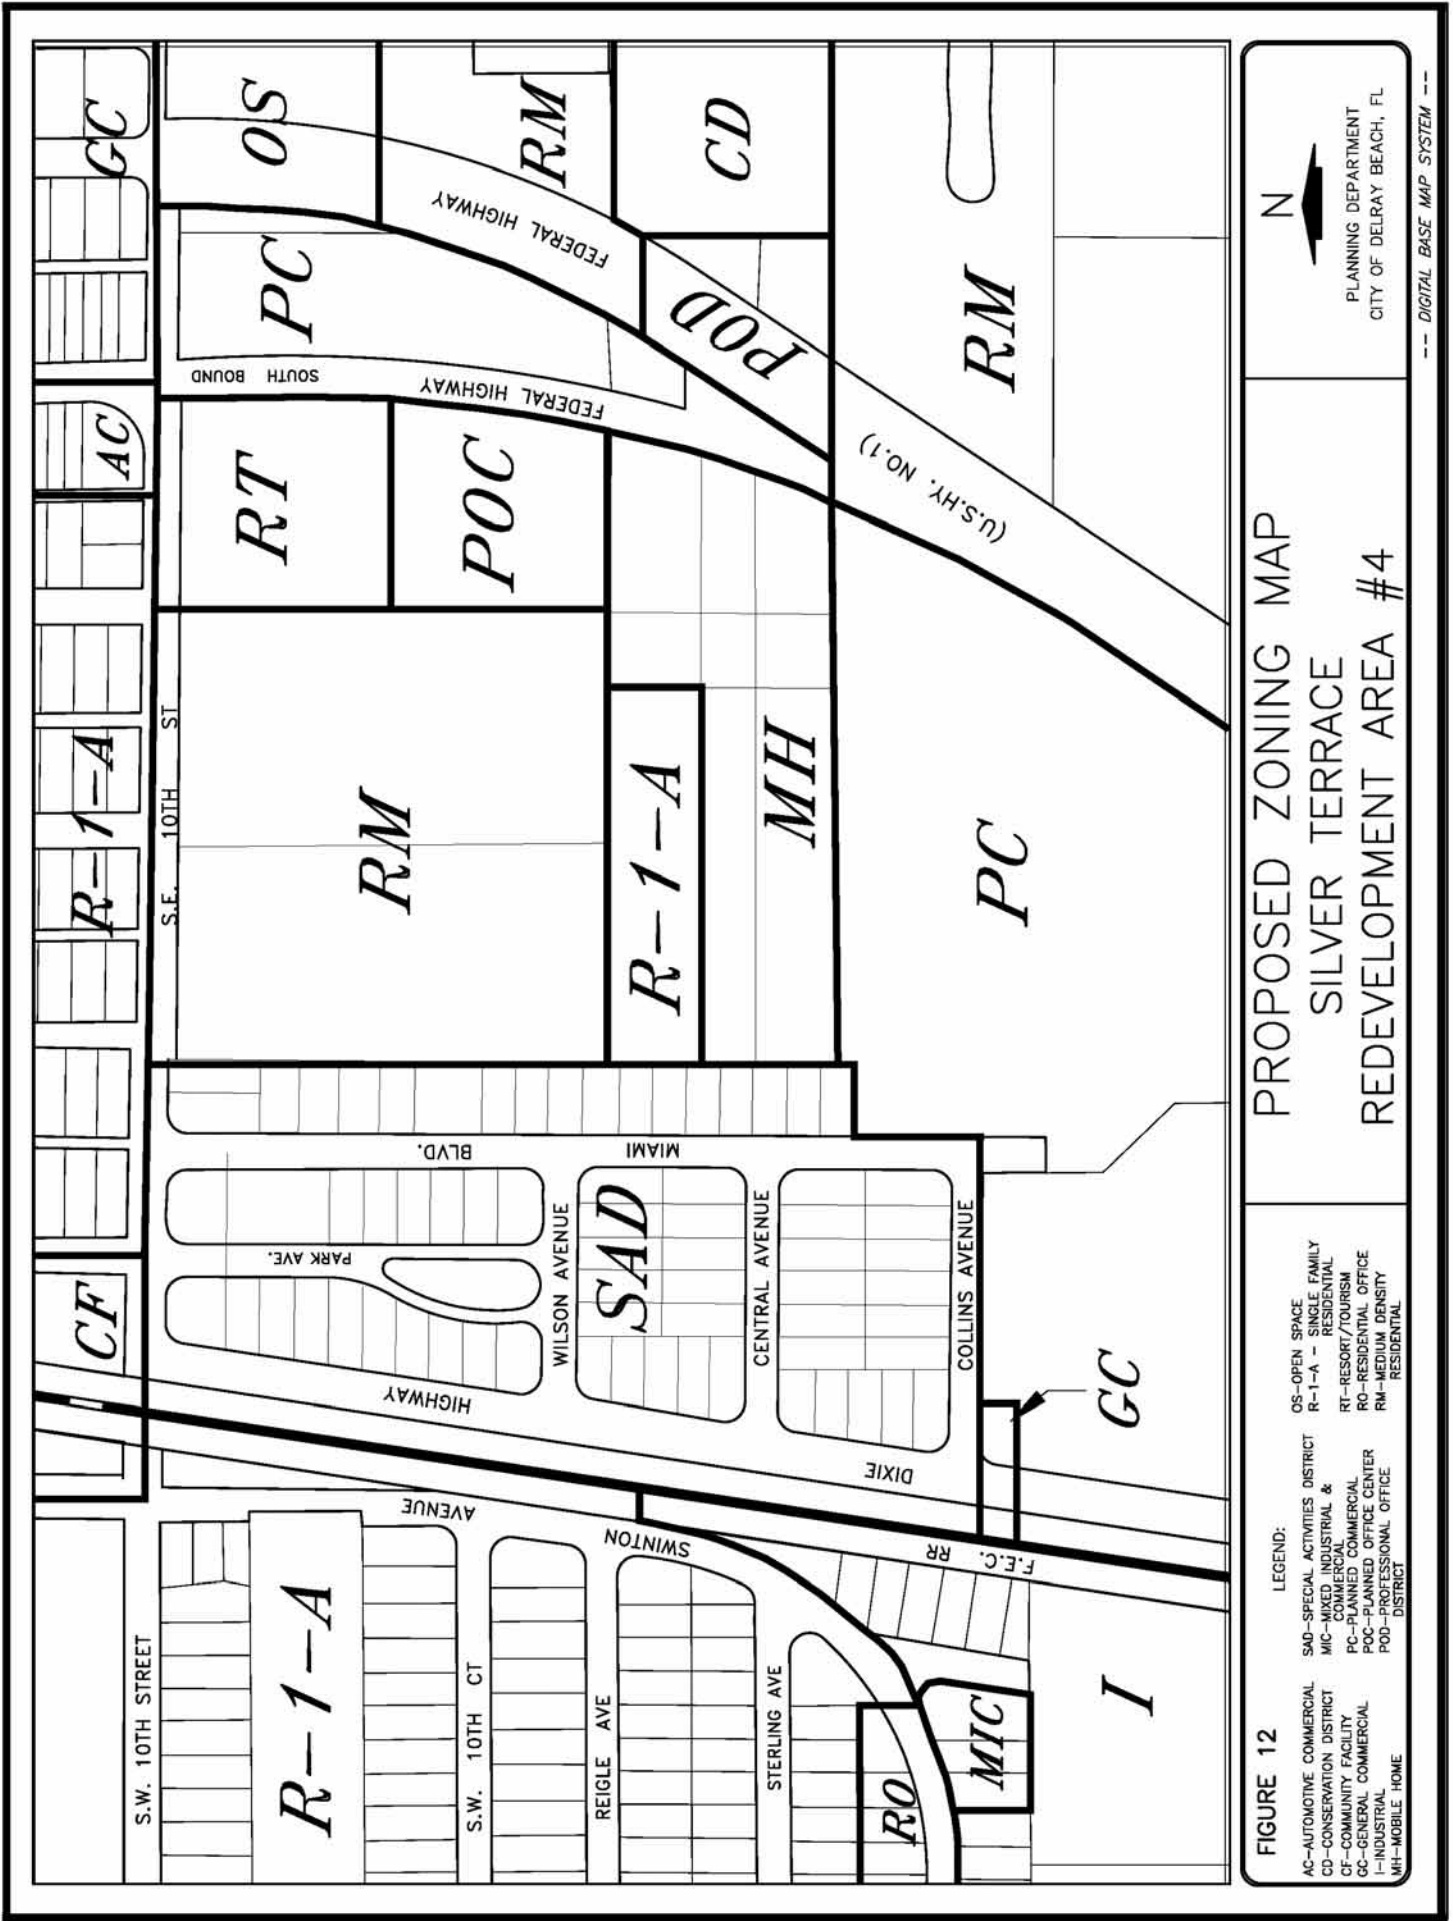 GC
AC
R-1-A
CF
OS
PC
RT
RM
RM
POC
CD
POD
RM
R-1-A
MH
PC
SAD
GC
R-1-A
RO
MIC
I
FEDERAL HIGHWAY
SOUTH BOUND
FEDERAL HIGHWAY
(U.S.HY. NO.1)
S.E. 10TH ST
MIAMI BLVD.
PARK AVE.
WILSON AVENUE
CENTRAL AVENUE
COLLINS AVENUE
DIXIE HIGHWAY
F.E.C. RR
SWINTON AVENUE
S.W. 10TH STREET
S.W. 10TH CT
REIGLE AVE
STERLING AVE
FIGURE 12
LEGEND:
AC-AUTOMOTIVE COMMERCIAL
CD-CONSERVATION DISTRICT
CF-COMMUNITY FACILITY
GC-GENERAL COMMERCIAL
I-INDUSTRIAL
MH-MOBILE HOME
SAD-SPECIAL ACTIVITIES DISTRICT
MIC-MIXED INDUSTRIAL &
COMMERCIAL
PC-PLANNED COMMERCIAL
POC-PLANNED OFFICE CENTER
POD-PROFESSIONAL OFFICE
DISTRICT
OS-OPEN SPACE
R-1-A - SINGLE FAMILY
RESIDENTIAL
RT-RESORT/TOURISM
RO-RESIDENTIAL OFFICE
RM-MEDIUM DENSITY
RESIDENTIAL
PROPOSED ZONING MAP
SILVER TERRACE
REDEVELOPMENT AREA #4
N
PLANNING DEPARTMENT
CITY OF DELRAY BEACH, FL
-- DIGITAL BASE MAP SYSTEM --